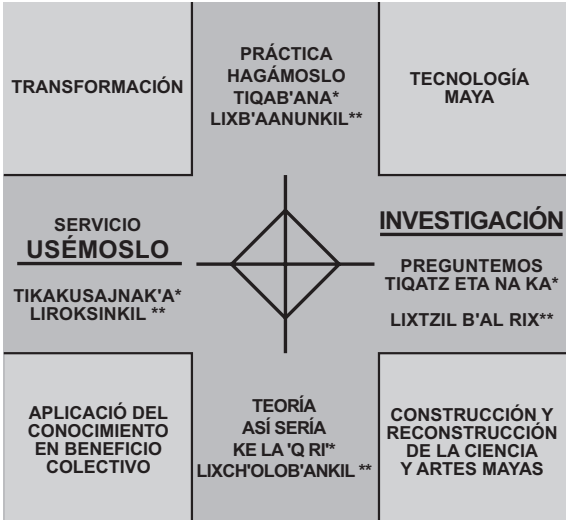 TRANSFORMACIÓN
PRÁCTICA
HAGÁMOSLO
TIQAB'ANA*
LIXB'AANUNKIL**
TECNOLOGÍA
MAYA
SERVICIO
USÉMOSLO
TIKAKUSAJNAK'A*
LIROKSINKIL **
INVESTIGACIÓN
PREGUNTEMOS
TIQATZ ETA NA KA*
LIXTZIL B'AL RIX**
APLICACIÓ DEL
CONOCIMIENTO
EN BENEFICIO
COLECTIVO
TEORÍA
ASÍ SERÍA
KE LA 'Q RI'*
LIXCH'OLOB'ANKIL **
CONSTRUCCIÓN Y
RECONSTRUCCIÓN
DE LA CIENCIA
Y ARTES MAYAS